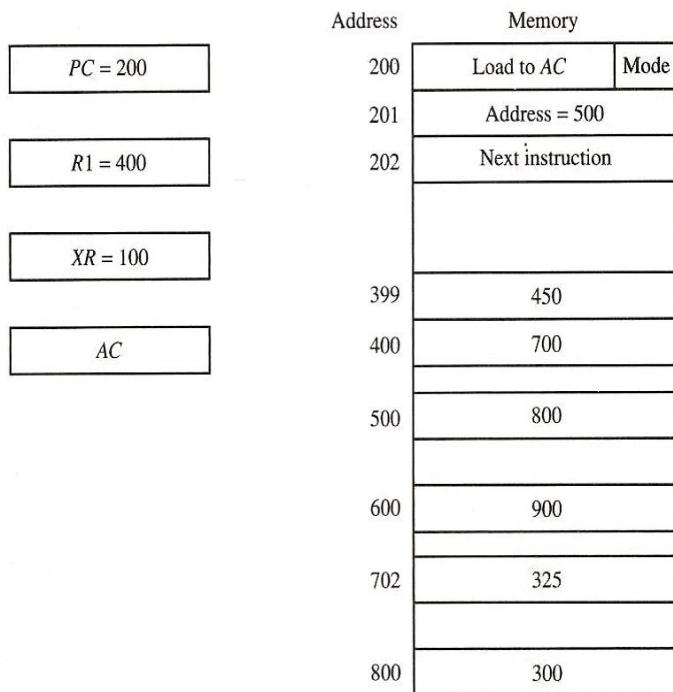 Address Memory
PC = 200
200 Load to AC Mode
201 Address = 500
R1 = 400
202 Next instruction
XR = 100
399 450
AC
400 700
500 800
600 900
702 325
800 300